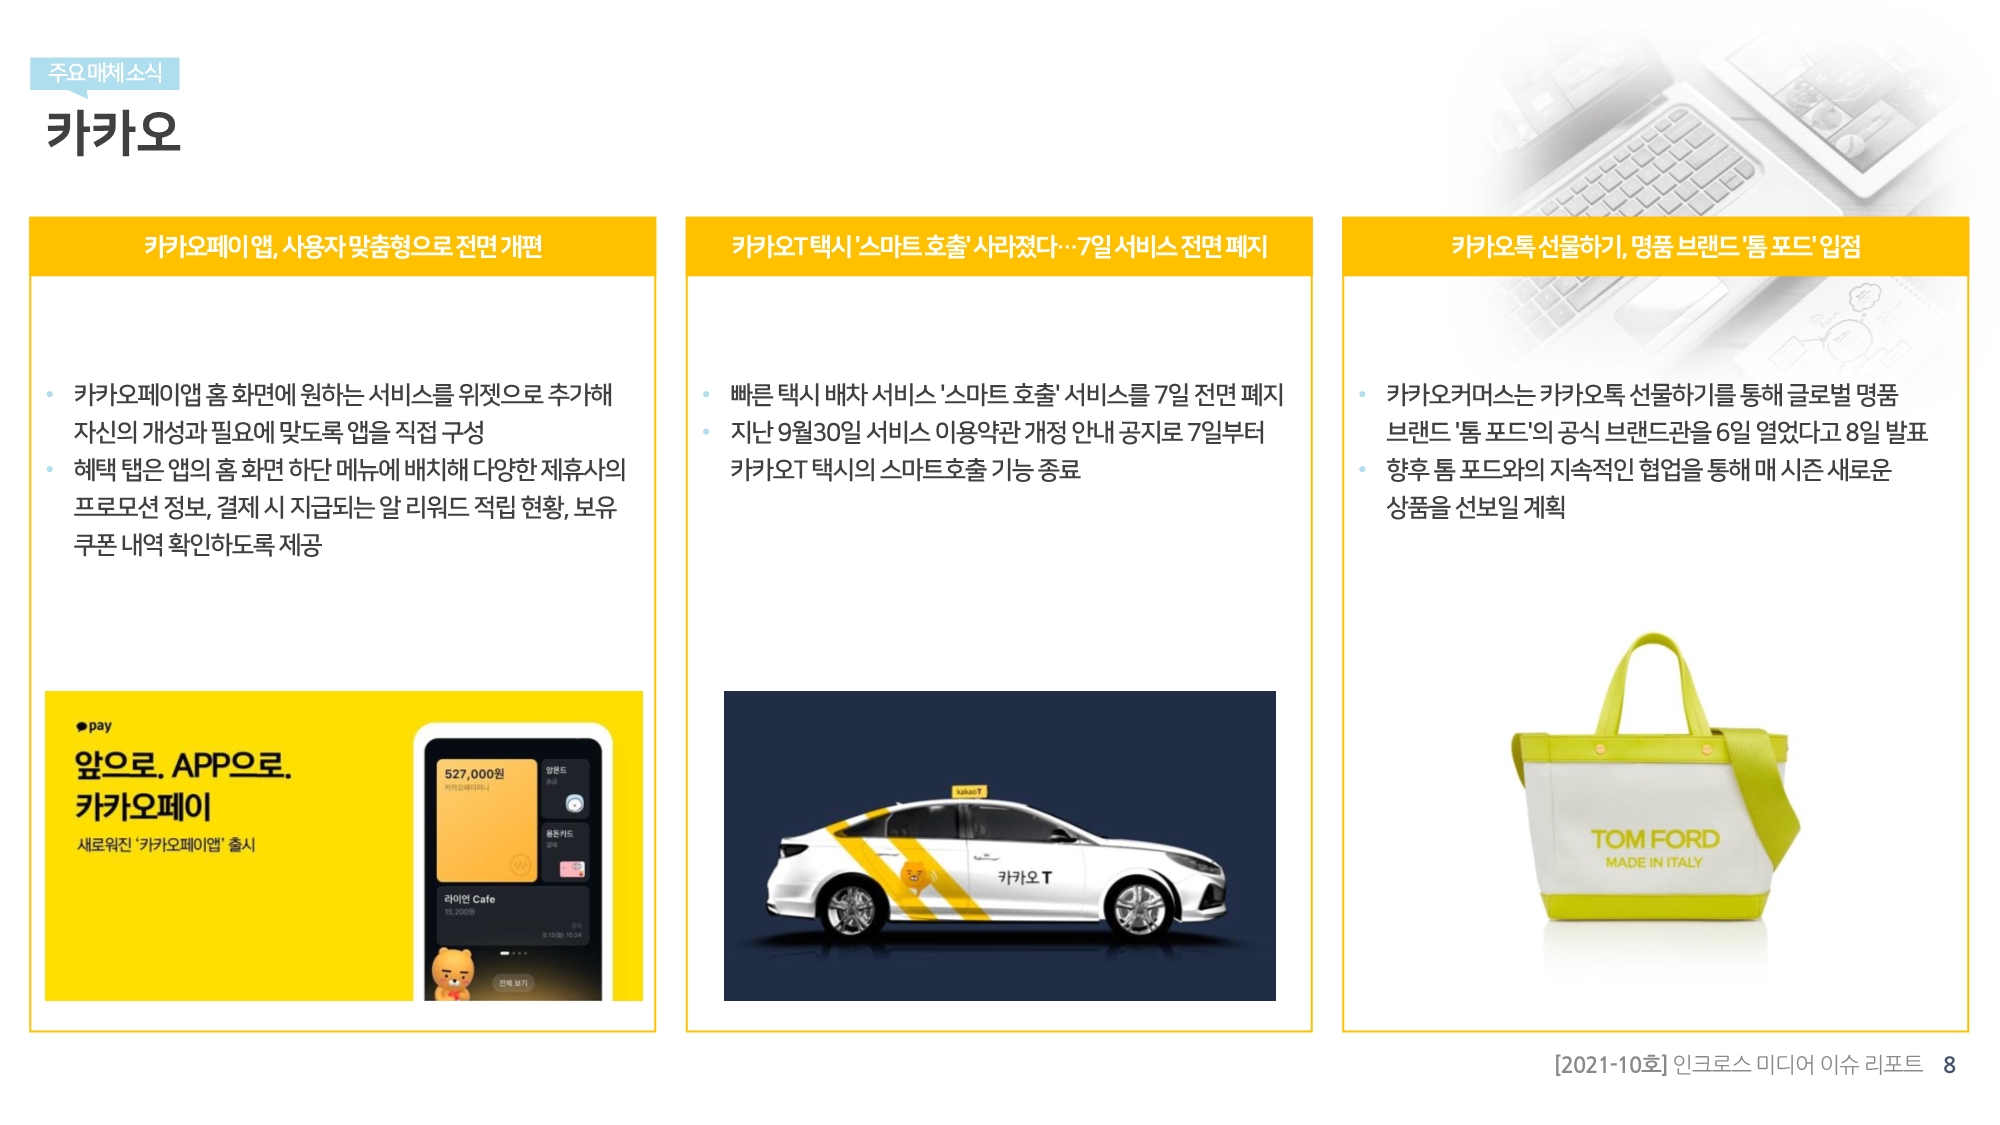 주요 매체 소식
카카오
카카오페이 앱, 사용자 맞춤형으로 전면 개편
카카오페이앱 홈 화면에 원하는 서비스를 위젯으로 추가해
자신의 개성과 필요에 맞도록 앱을 직접 구성
혜택 탭은 앱의 홈 화면 하단 메뉴에 배치해 다양한 제휴사의
프로모션 정보, 결제 시 지급되는 알 리워드 적립 현황, 보유
쿠폰 내역 확인하도록 제공
pay
앞으로. APP으로.
카카오페이
새로워진 ‘카카오페이앱’ 출시
527,000원
카카오페이머니
송금
용돈카드
결제
라이언 Cafe
15,200원
결제
9.13(월) 10:24
전체 보기
카카오T 택시 '스마트 호출' 사라졌다…7일 서비스 전면 폐지
빠른 택시 배차 서비스 '스마트 호출' 서비스를 7일 전면 폐지
지난 9월30일 서비스 이용약관 개정 안내 공지로 7일부터
카카오T 택시의 스마트호출 기능 종료
kakao T
카카오 T
카카오톡 선물하기, 명품 브랜드 '톰 포드' 입점
카카오커머스는 카카오톡 선물하기를 통해 글로벌 명품
브랜드 '톰 포드'의 공식 브랜드관을 6일 열었다고 8일 발표
향후 톰 포드와의 지속적인 협업을 통해 매 시즌 새로운
상품을 선보일 계획
TOM FORD
MADE IN ITALY
[2021-10호] 인크로스 미디어 이슈 리포트 8